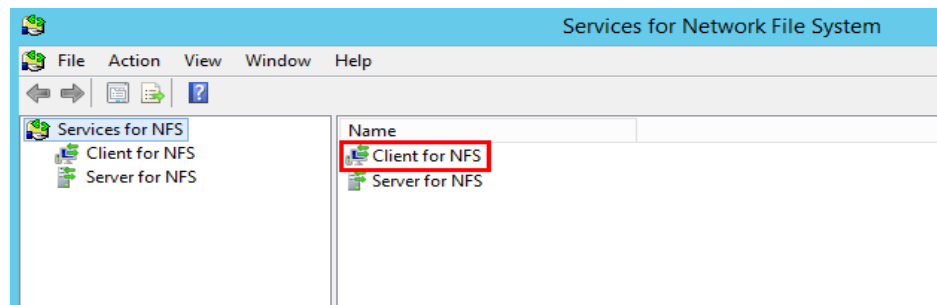 Services for Network File System
File Action View Window Help
Services for NFS
Client for NFS
Server for NFS
Name
Client for NFS
Server for NFS